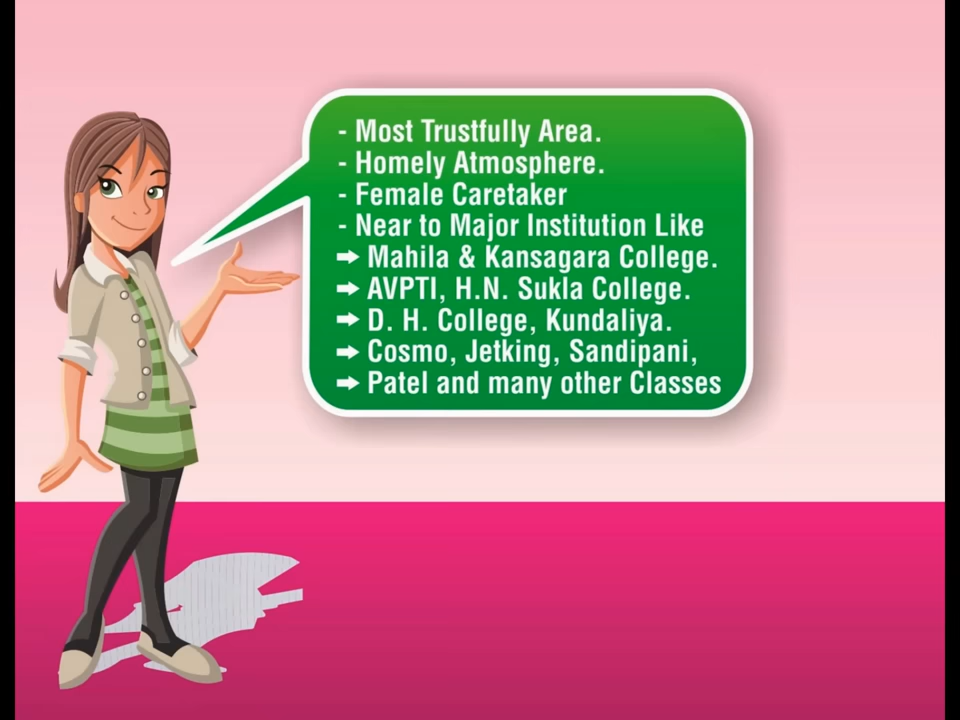 - Most Trustfully Area.
- Homely Atmosphere.
- Female Caretaker
- Near to Major Institution Like
➡ Mahila & Kansagara College.
➡ AVPTI, H.N. Sukla College.
➡ D. H. College, Kundaliya.
➡ Cosmo, Jetking, Sandipani,
➡ Patel and many other Classes